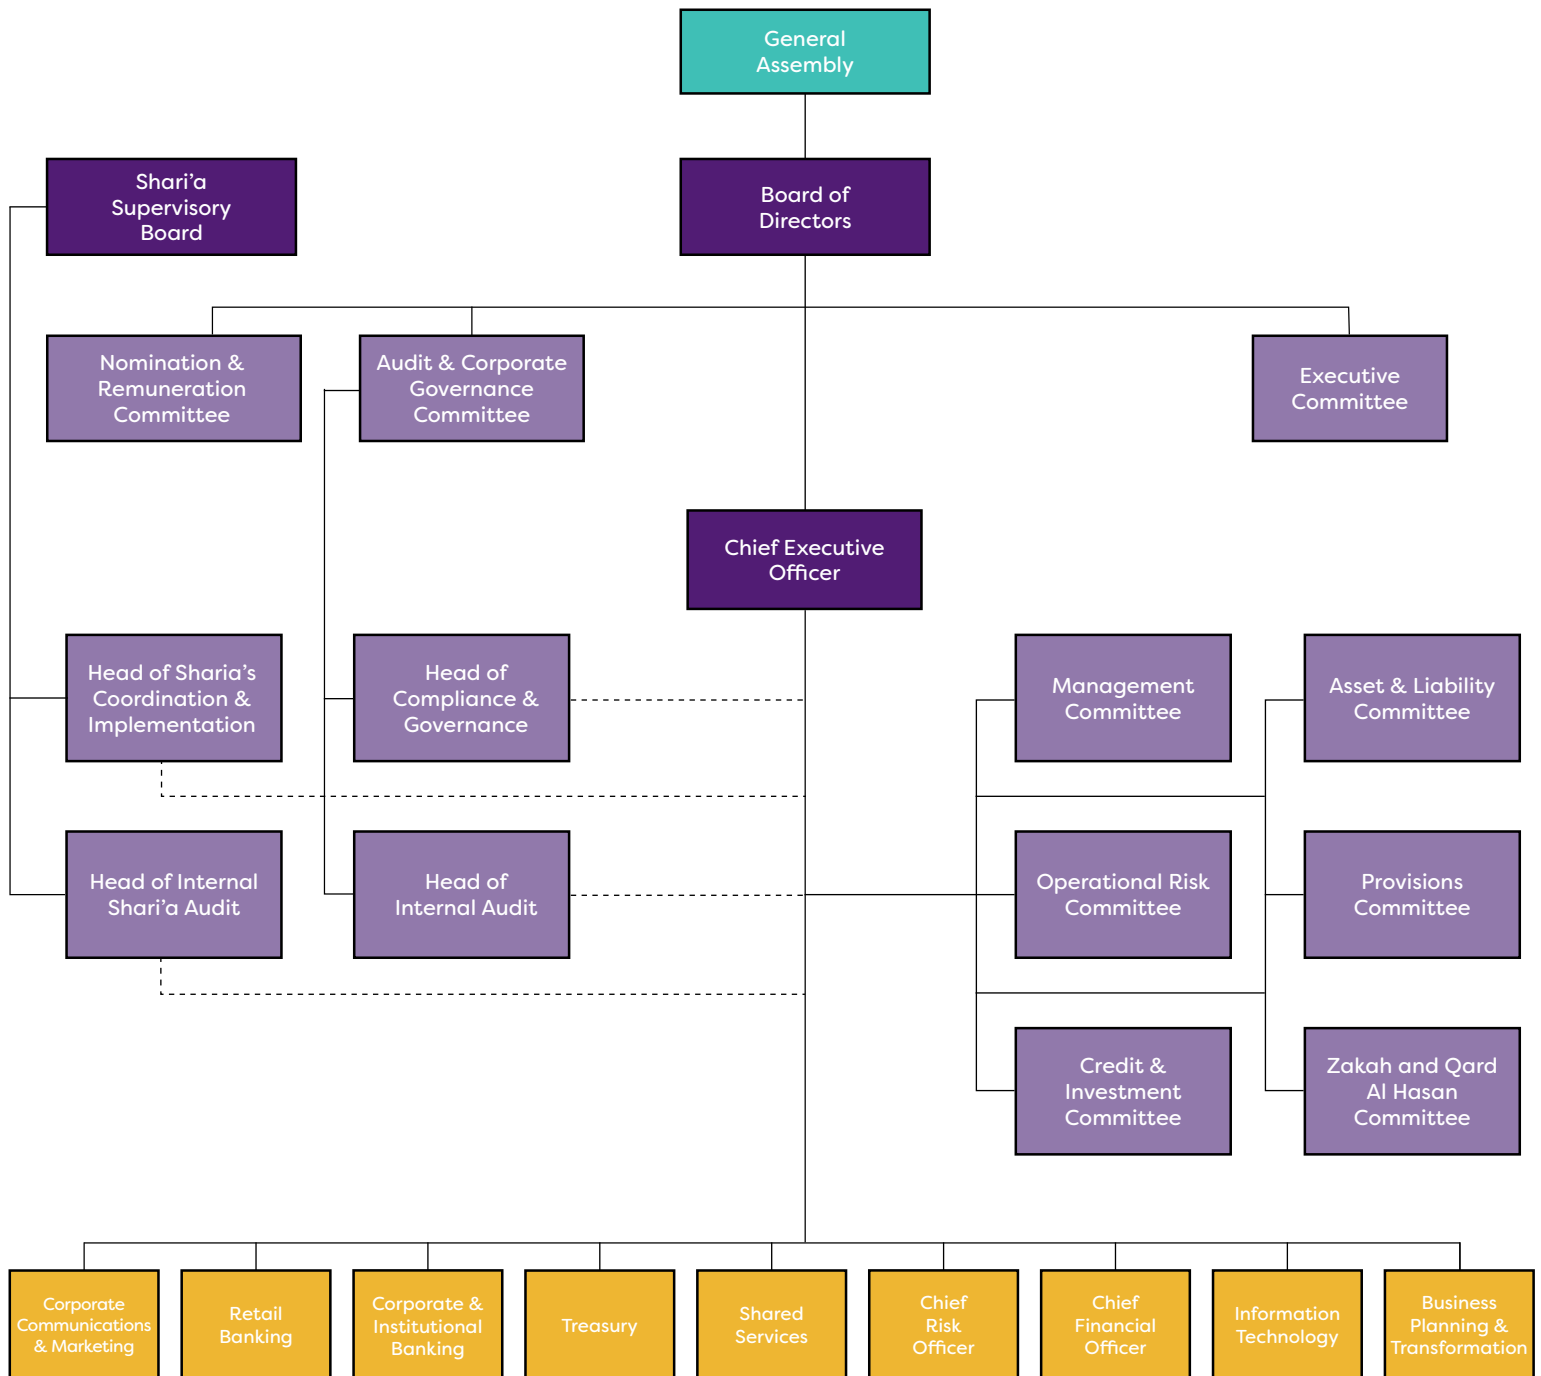 General
Assembly
Shari’a
Supervisory
Board
Board of
Directors
Nomination &
Remuneration
Committee
Audit & Corporate
Governance
Committee
Executive
Committee
Chief Executive
Officer
Head of Sharia’s
Coordination &
Implementation
Head of
Compliance &
Governance
Management
Committee
Asset & Liability
Committee
Head of Internal
Shari’a Audit
Head of
Internal Audit
Operational Risk
Committee
Provisions
Committee
Credit &
Investment
Committee
Zakah and Qard
Al Hasan
Committee
Corporate
Communications
& Marketing
Retail
Banking
Corporate &
Institutional
Banking
Treasury
Shared
Services
Chief
Risk
Officer
Chief
Financial
Officer
Information
Technology
Business
Planning &
Transformation